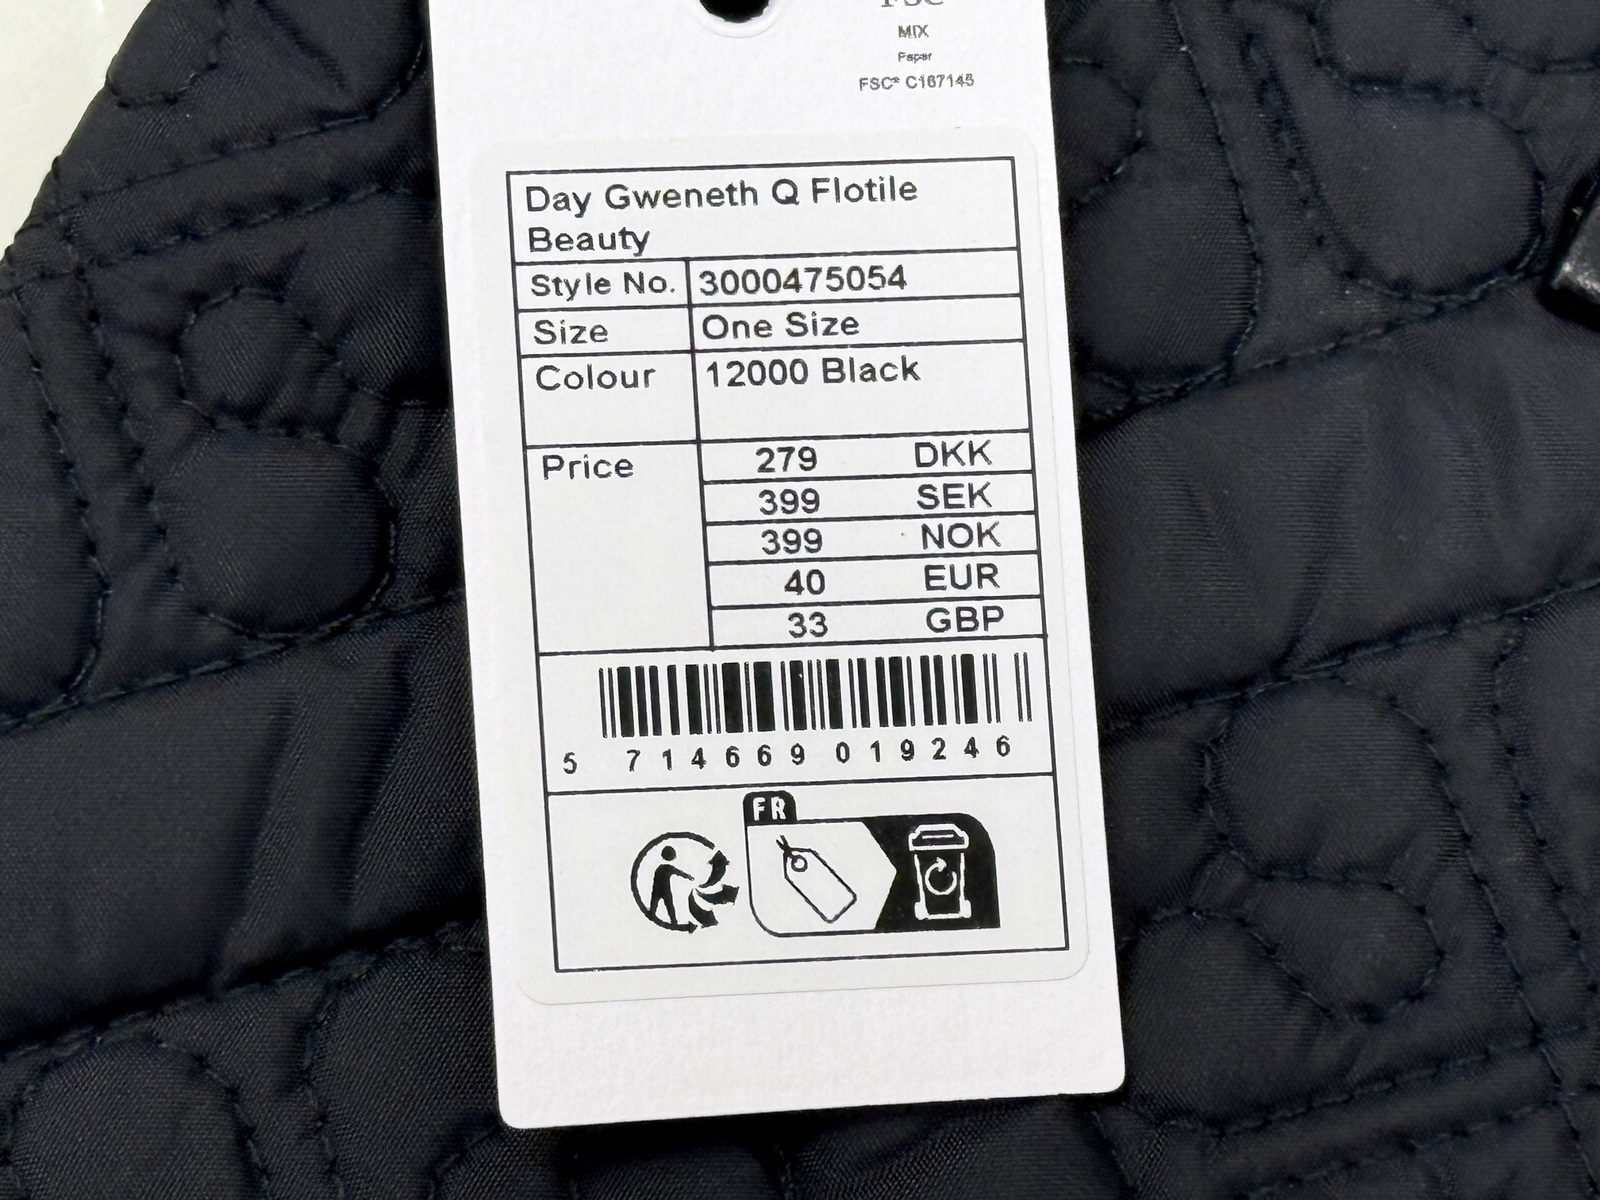 FSC
MIX
Paper
FSC® C167145
Day Gweneth Q Flotile
Beauty
Style No. 3000475054
Size One Size
Colour 12000 Black
Price 279 DKK
399 SEK
399 NOK
40 EUR
33 GBP
5 714669 019246
FR